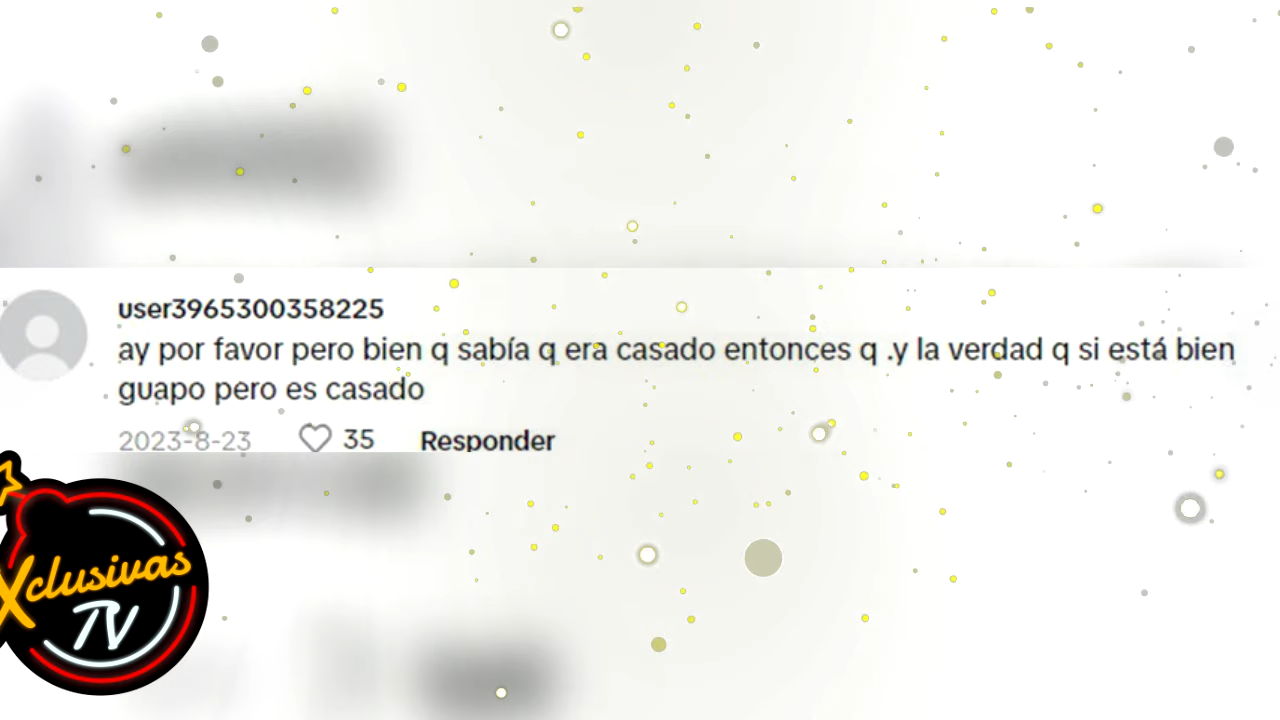 user3965300358225
ay por favor pero bien q sabía q era casado entonces q .y la verdad q si está bien
guapo pero es casado
2023-8-23 35 Responder
Xclusivas
TV